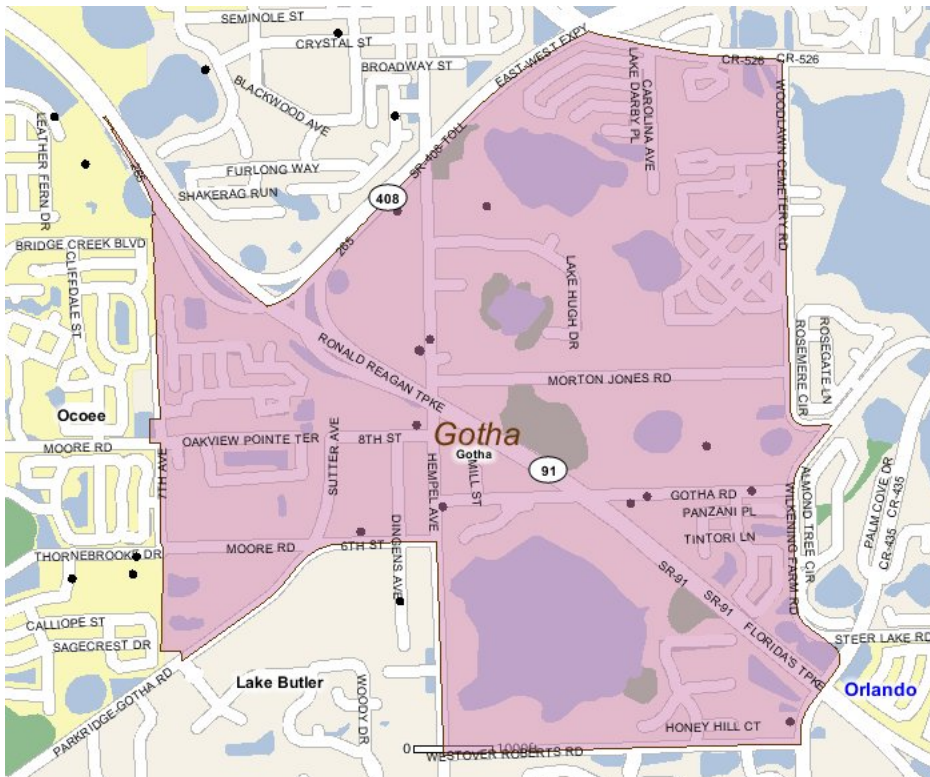 SEMINOLE ST
CRYSTAL ST
BROADWAY ST
EAST-WEST EXPY
CR-526
CR-526
BLACKWOOD AVE
LAKE DARBY PL
CAROLINA AVE
WOODLAWN CEMETERY RD
LEATHER FERN DR
265
FURLONG WAY
SHAKERAG RUN
SR-408 TOLL
408
265
BRIDGE CREEK BLVD
CLIFFDALE ST
LAKE HUGH DR
ROSEGATE LN
ROSEMERE CIR
RONALD REAGAN TPKE
MORTON JONES RD
Ocoee
MOORE RD
OAKVIEW POINTE TER
8TH ST
Gotha
Gotha
91
7TH AVE
SUTTER AVE
HEMPEL AVE
MILL ST
GOTHA RD
PANZANI PL
TINTORI LN
ALMOND TREE CIR
WILKENING FARM RD
PALM COVE DR
CR-435
CR-435
THORNEBROOKE DR
MOORE RD
6TH ST
DINGENS AVE
SR-91
SR-91
FLORIDA'S TPKE
CALLIOPE ST
SAGECREST DR
STEER LAKE RD
PARKRIDGE-GOTHA RD
Lake Butler
WOODY DR
Orlando
HONEY HILL CT
0
WESTOVER ROBERTS RD